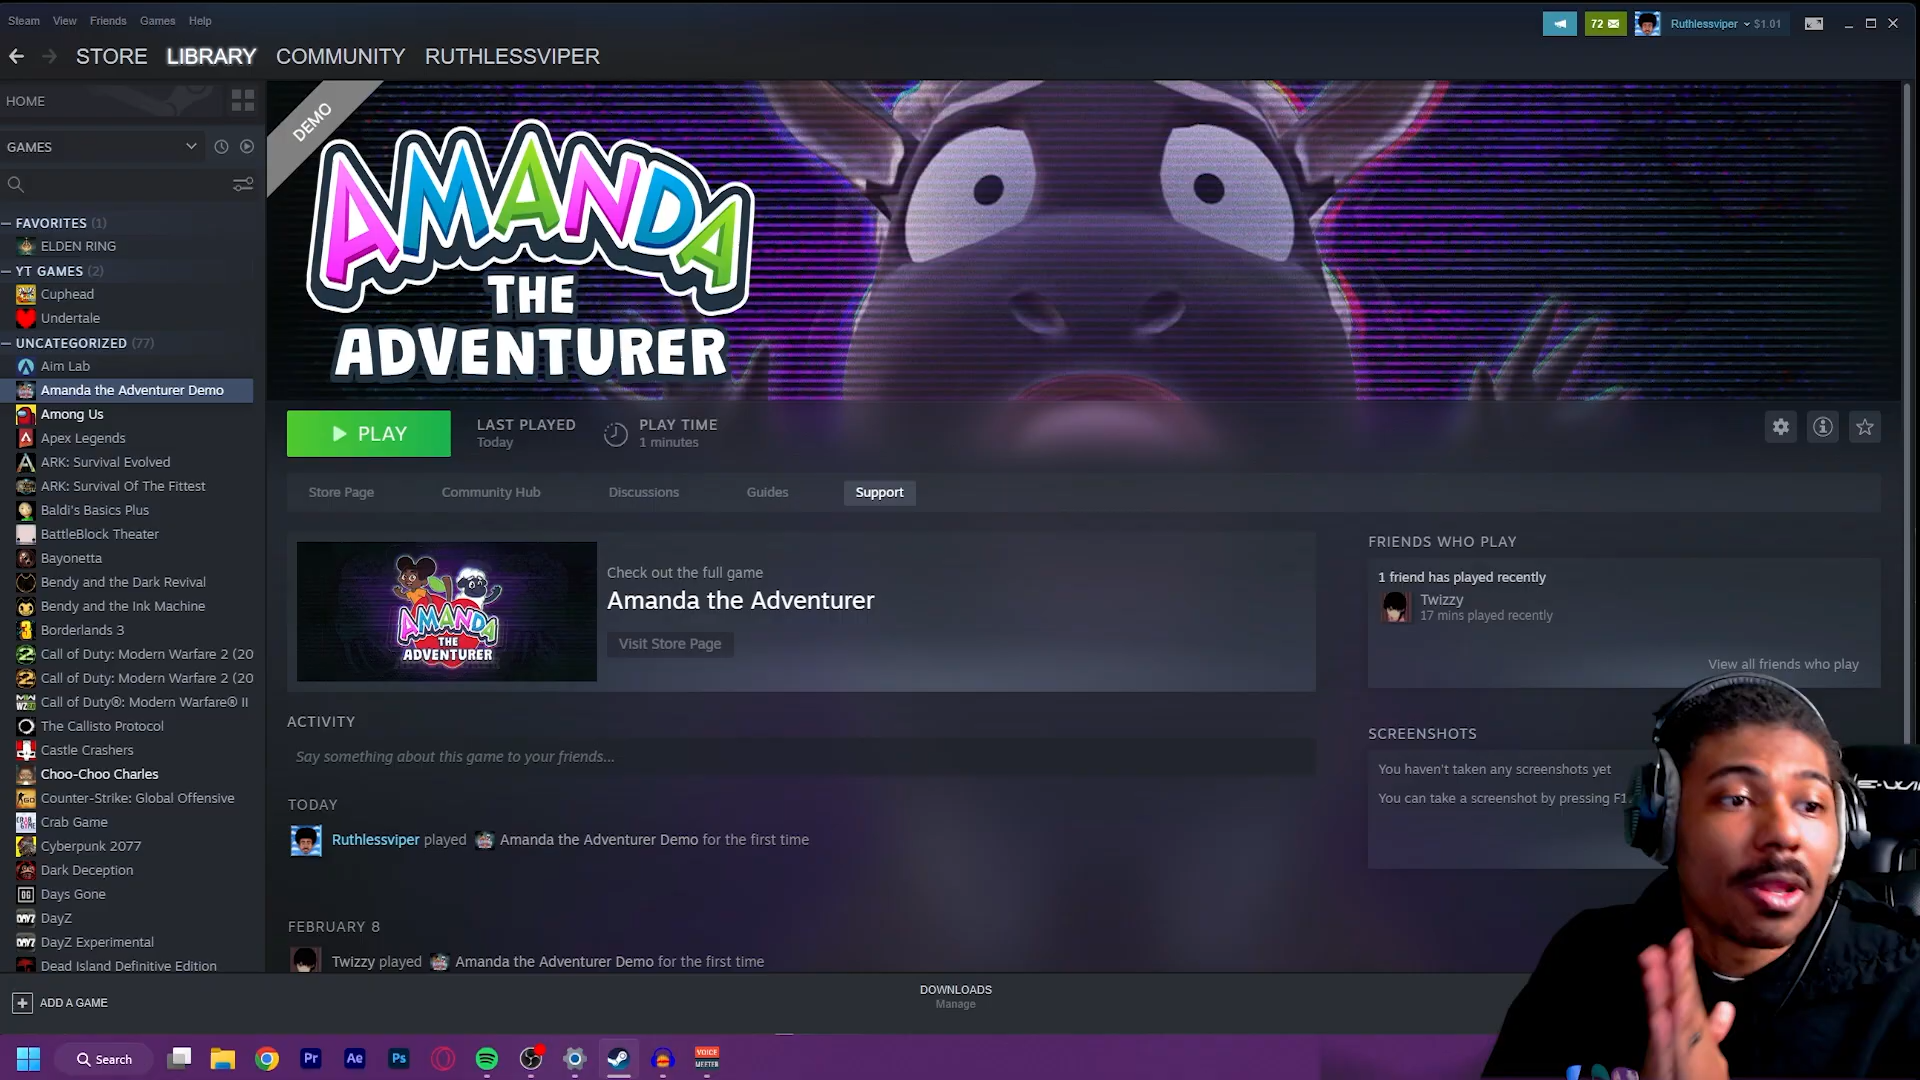 Steam View Friends Games Help
72
Ruthlessviper $1.01
STORE LIBRARY COMMUNITY RUTHLESSVIPER
HOME
GAMES
FAVORITES (1)
ELDEN RING
YT GAMES (2)
Cuphead
Undertale
UNCATEGORIZED (77)
Aim Lab
Amanda the Adventurer Demo
Among Us
Apex Legends
ARK: Survival Evolved
ARK: Survival Of The Fittest
Baldi's Basics Plus
BattleBlock Theater
Bayonetta
Bendy and the Dark Revival
Bendy and the Ink Machine
Borderlands 3
Call of Duty: Modern Warfare 2 (20
Call of Duty: Modern Warfare 2 (20
Call of Duty®: Modern Warfare® II
The Callisto Protocol
Castle Crashers
Choo-Choo Charles
Counter-Strike: Global Offensive
Crab Game
Cyberpunk 2077
Dark Deception
Days Gone
DayZ
DayZ Experimental
Dead Island Definitive Edition
ADD A GAME
DEMO
AMANDA
THE
ADVENTURER
PLAY
LAST PLAYED
Today
PLAY TIME
1 minutes
Store Page Community Hub Discussions Guides Support
AMANDA
THE
ADVENTURER
Check out the full game
Amanda the Adventurer
Visit Store Page
ACTIVITY
Say something about this game to your friends...
TODAY
Ruthlessviper played Amanda the Adventurer Demo for the first time
FEBRUARY 8
Twizzy played Amanda the Adventurer Demo for the first time
FRIENDS WHO PLAY
1 friend has played recently
Twizzy
17 mins played recently
View all friends who play
SCREENSHOTS
You haven't taken any screenshots yet
You can take a screenshot by pressing F1
DOWNLOADS
Manage
Search
Pr Ae Ps
VOICE
MEETER